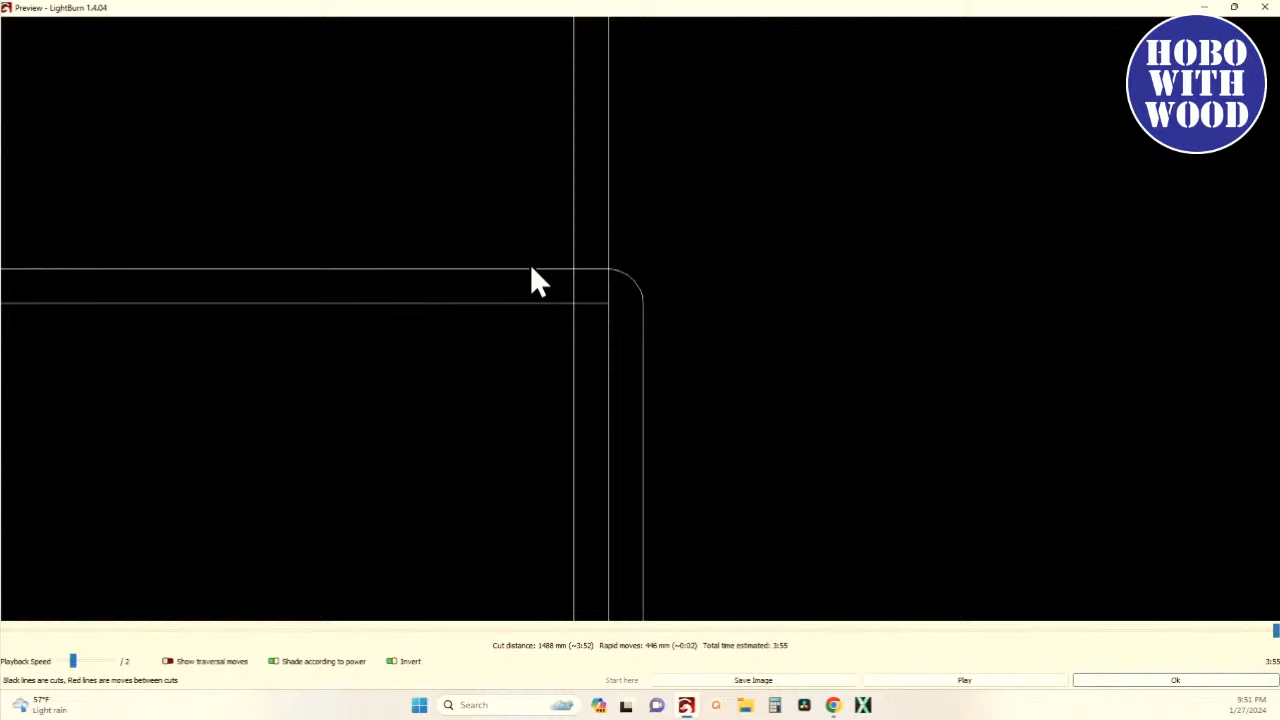 Preview - LightBurn 1.4.04
HOBO
WITH
WOOD
Cut distance: 1488 mm (~3:52) Rapid moves: 446 mm (~0:02) Total time estimated: 3:55
Playback Speed / 2 Show traversal moves Shade according to power Invert 3:55
Black lines are cuts, Red lines are moves between cuts Start here Save Image Play Ok
57°F
Light rain
Search
9:51 PM
1/27/2024